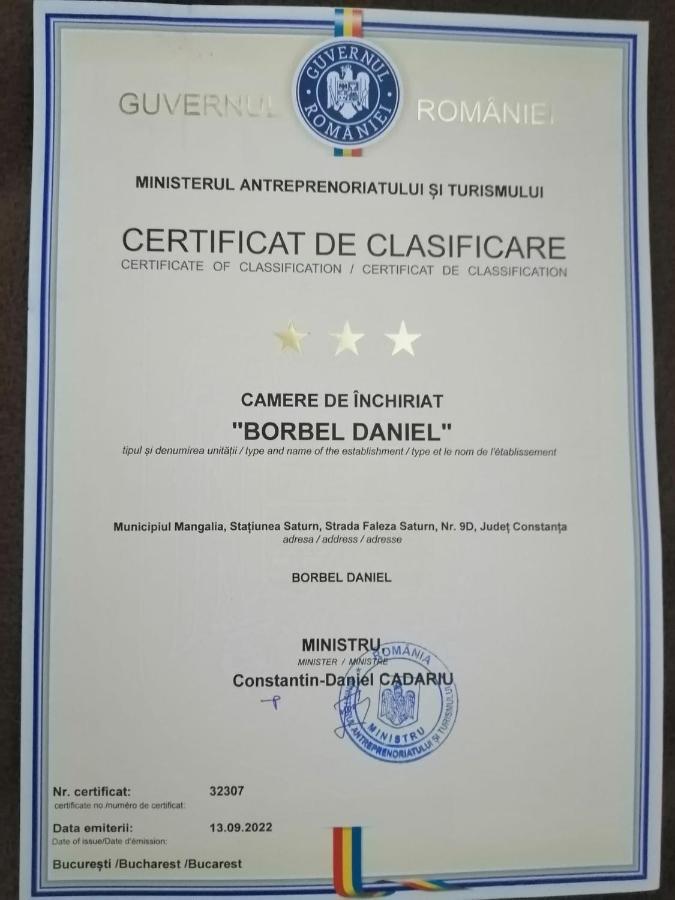 GUVERNUL ROMÂNIEI
GUVERNUL ROMÂNIEI
MINISTERUL ANTREPRENORIATULUI ȘI TURISMULUI
CERTIFICAT DE CLASIFICARE
CERTIFICATE OF CLASSIFICATION / CERTIFICAT DE CLASSIFICATION
CAMERE DE ÎNCHIRIAT
"BORBEL DANIEL"
tipul și denumirea unității / type and name of the establishment / type et le nom de l'établissement
Municipiul Mangalia, Stațiunea Saturn, Strada Faleza Saturn, Nr. 9D, Județ Constanța
adresa / address / adresse
BORBEL DANIEL
MINISTRU,
MINISTER / MINISTRE
Constantin-Daniel CADARIU
ROMÂNIA
MINISTRU
ANTREPRENORIATULUI ȘI TURISMULUI
Nr. certificat: 32307
certificate no./numéro de certificat:
Data emiterii: 13.09.2022
Date of issue/Date d'émission:
București /Bucharest /Bucarest